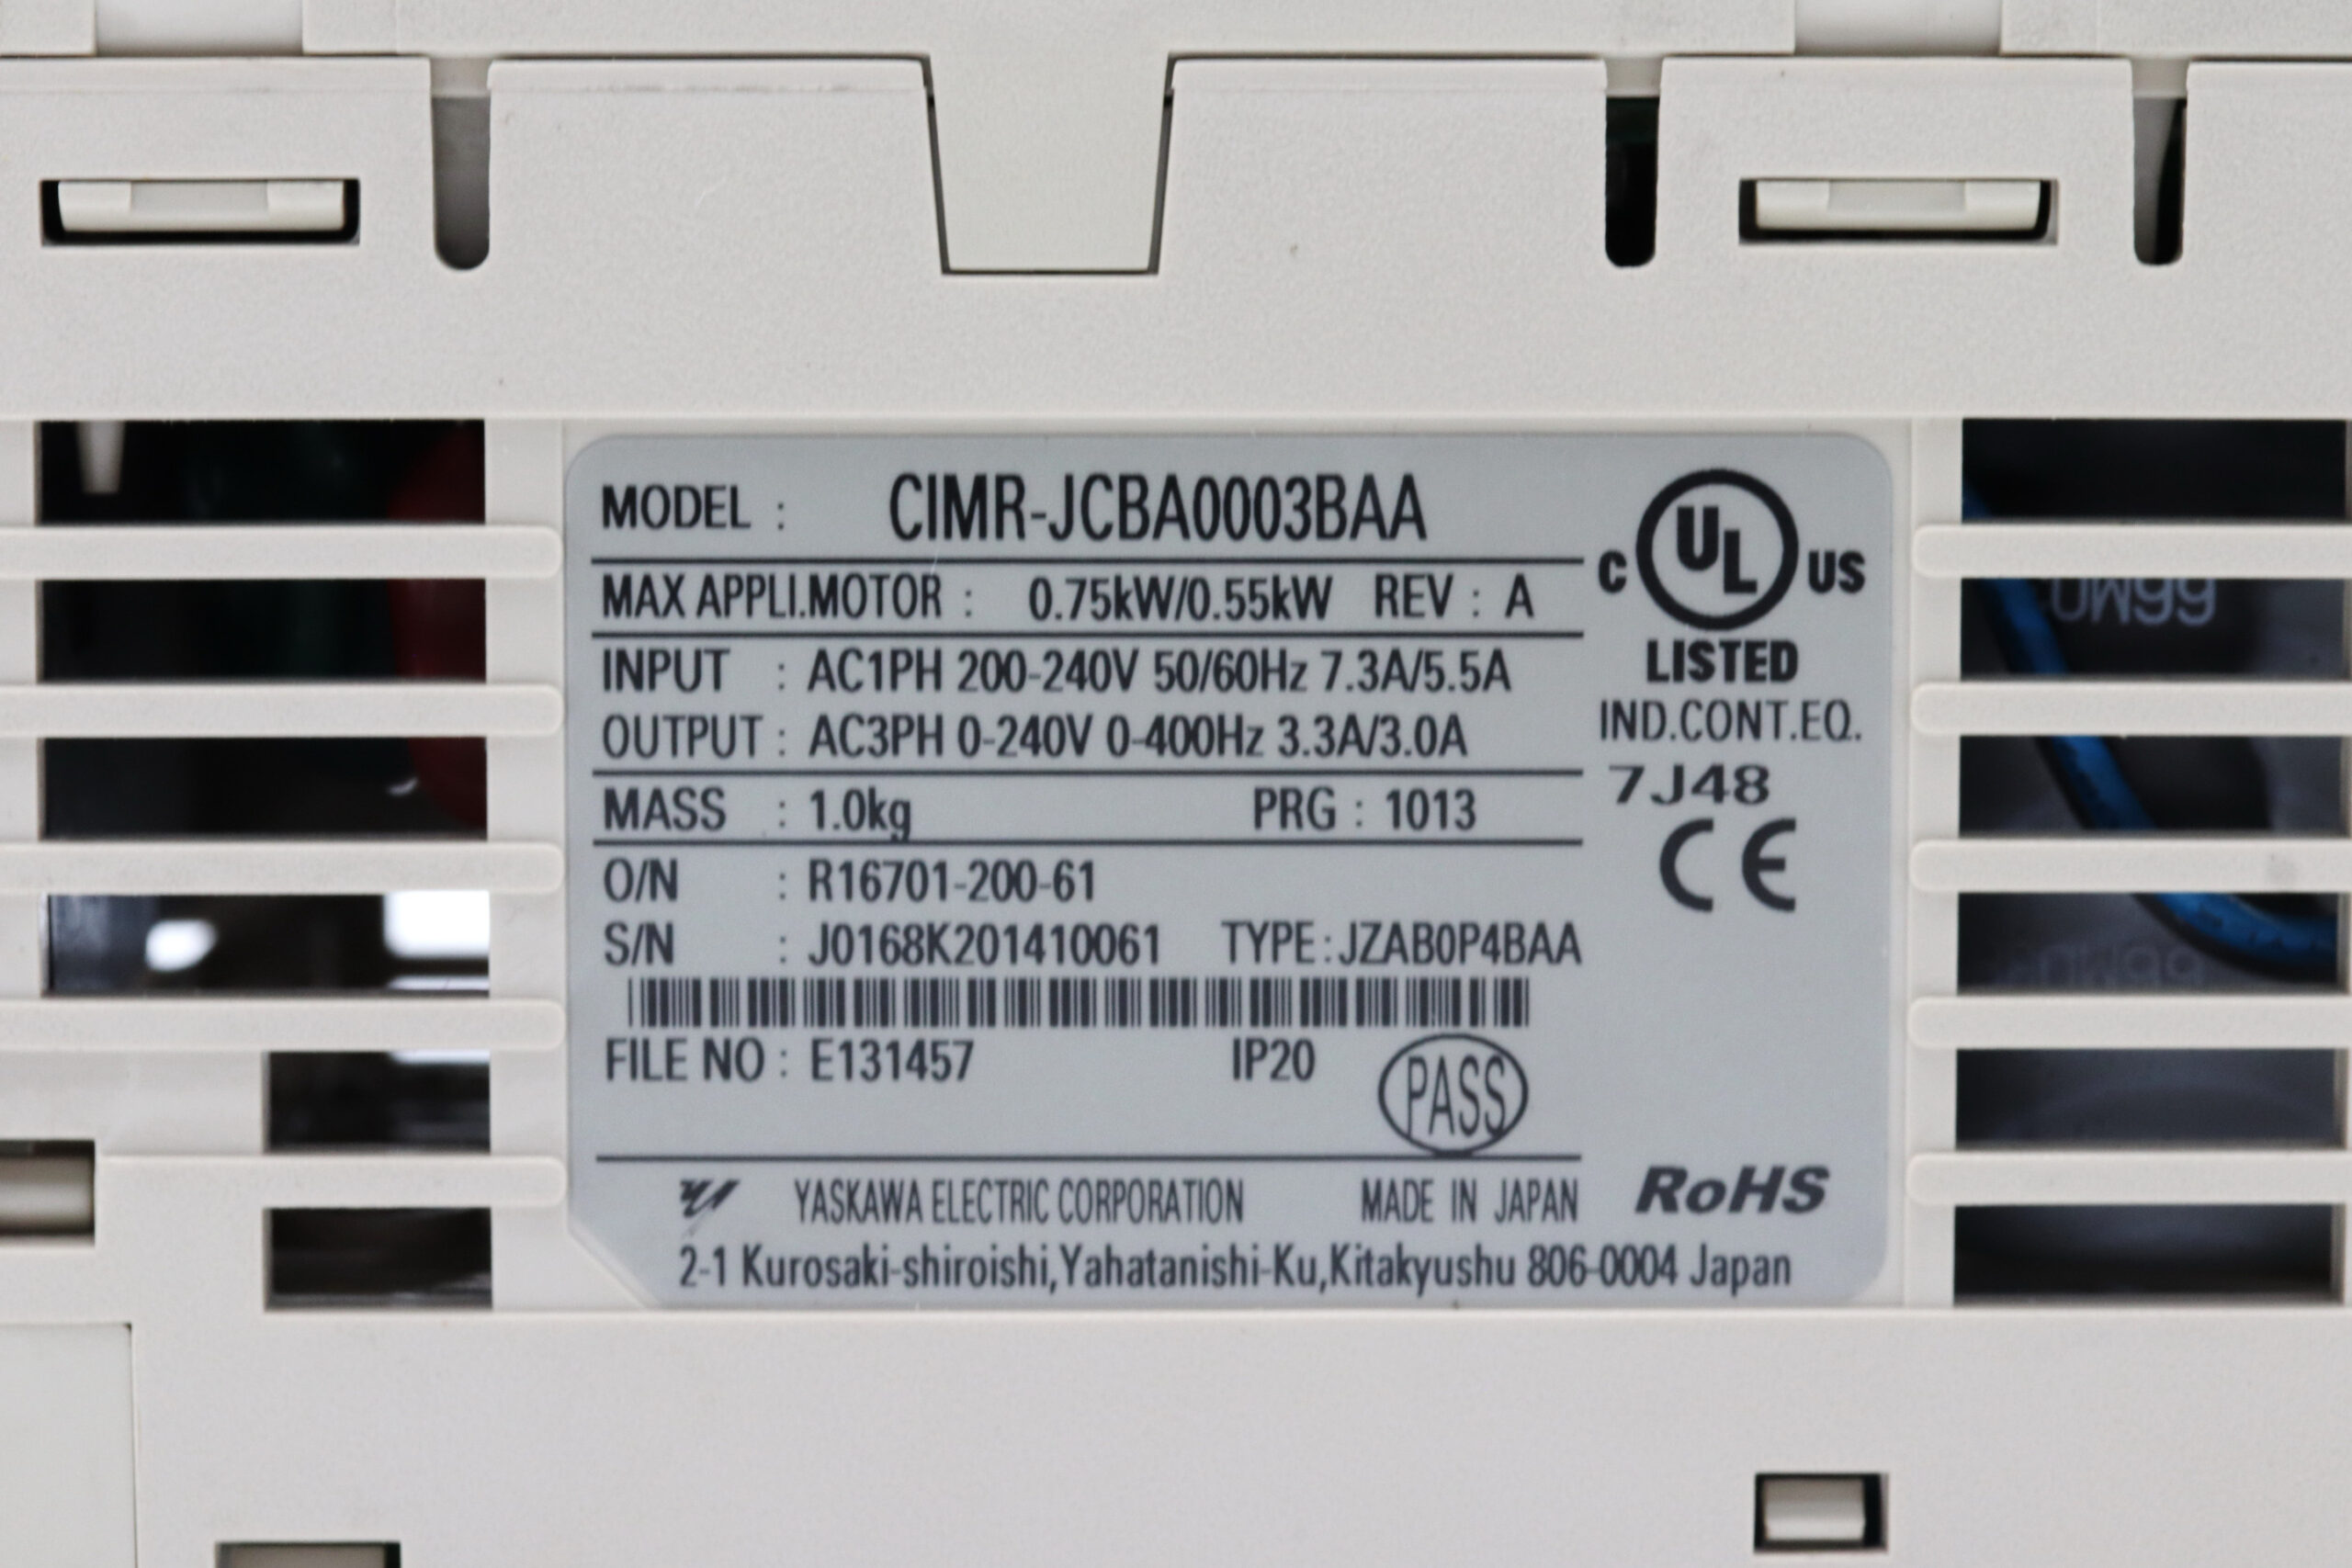 MODEL : CIMR-JCBA0003BAA
MAX APPLI.MOTOR : 0.75kW/0.55kW REV : A
INPUT : AC1PH 200-240V 50/60Hz 7.3A/5.5A
OUTPUT : AC3PH 0-240V 0-400Hz 3.3A/3.0A
MASS : 1.0kg PRG : 1013
O/N : R16701-200-61
S/N : J0168K201410061 TYPE : JZAB0P4BAA
FILE NO : E131457 IP20 PASS
YASKAWA ELECTRIC CORPORATION MADE IN JAPAN
2-1 Kurosaki-shiroishi,Yahatanishi-Ku,Kitakyushu 806-0004 Japan
C UL US
LISTED
IND.CONT.EQ.
7J48
CE
RoHS